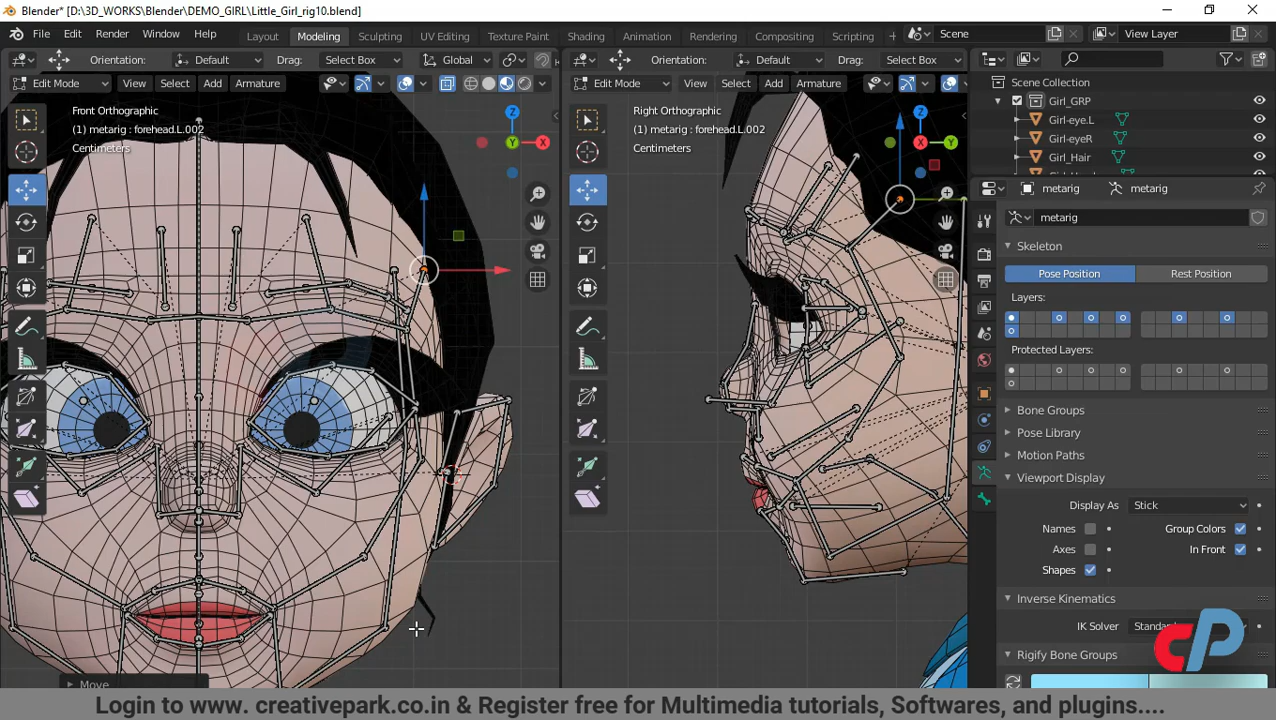 Blender* [D:\3D_WORKS\Blender\DEMO_GIRL\Little_Girl_rig10.blend]
File Edit Render Window Help Layout Modeling Sculpting UV Editing Texture Paint Shading Animation Rendering Compositing Scripting + Scene View Layer
Orientation: Default Drag: Select Box Global Orientation: Default Drag: Select Box
Edit Mode View Select Add Armature Edit Mode View Select Add Armature
Scene Collection
Girl_GRP
Girl-eye.L
Girl-eyeR
Girl_Hair
Front Orthographic
(1) metarig : forehead.L.002
Centimeters
Right Orthographic
(1) metarig : forehead.L.002
Centimeters
Z
Y
X
Z
X
Y
metarig metarig
metarig
Skeleton
Pose Position Rest Position
Layers:
Protected Layers:
Bone Groups
Pose Library
Motion Paths
Viewport Display
Display As Stick
Names Group Colors
Axes In Front
Shapes
Inverse Kinematics
IK Solver
Rigify Bone Groups
Move
cP
Login to www. creativepark.co.in & Register free for Multimedia tutorials, Softwares, and plugins....